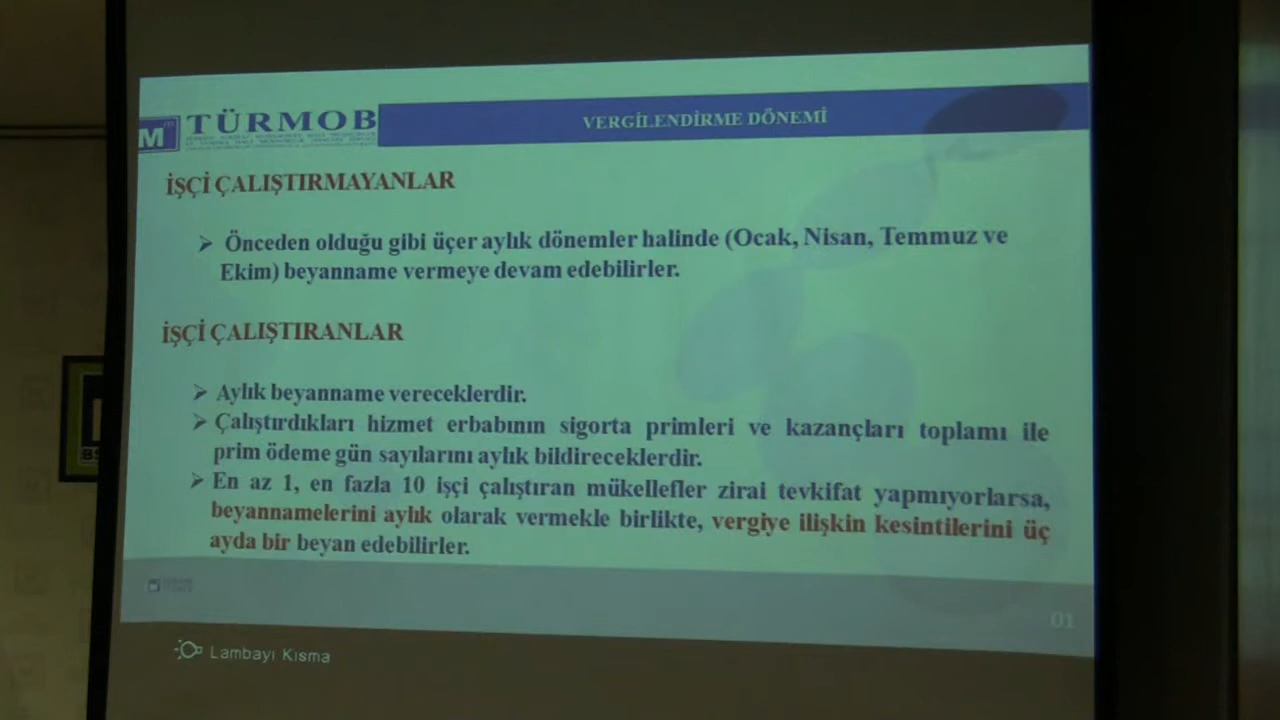 TÜRMOB
VERGİLENDİRME DÖNEMİ
İŞÇİ ÇALIŞTIRMAYANLAR
Önceden olduğu gibi üçer aylık dönemler halinde (Ocak, Nisan, Temmuz ve
Ekim) beyanname vermeye devam edebilirler.
İŞÇİ ÇALIŞTIRANLAR
Aylık beyanname vereceklerdir.
Çalıştırdıkları hizmet erbabının sigorta primleri ve kazançları toplamı ile
prim ödeme gün sayılarını aylık bildireceklerdir.
En az 1, en fazla 10 işçi çalıştıran mükellefler zirai tevkifat yapmıyorlarsa,
beyannamelerini aylık olarak vermekle birlikte, vergiye ilişkin kesintilerini üç
ayda bir beyan edebilirler.
01
Lambayı Kısma